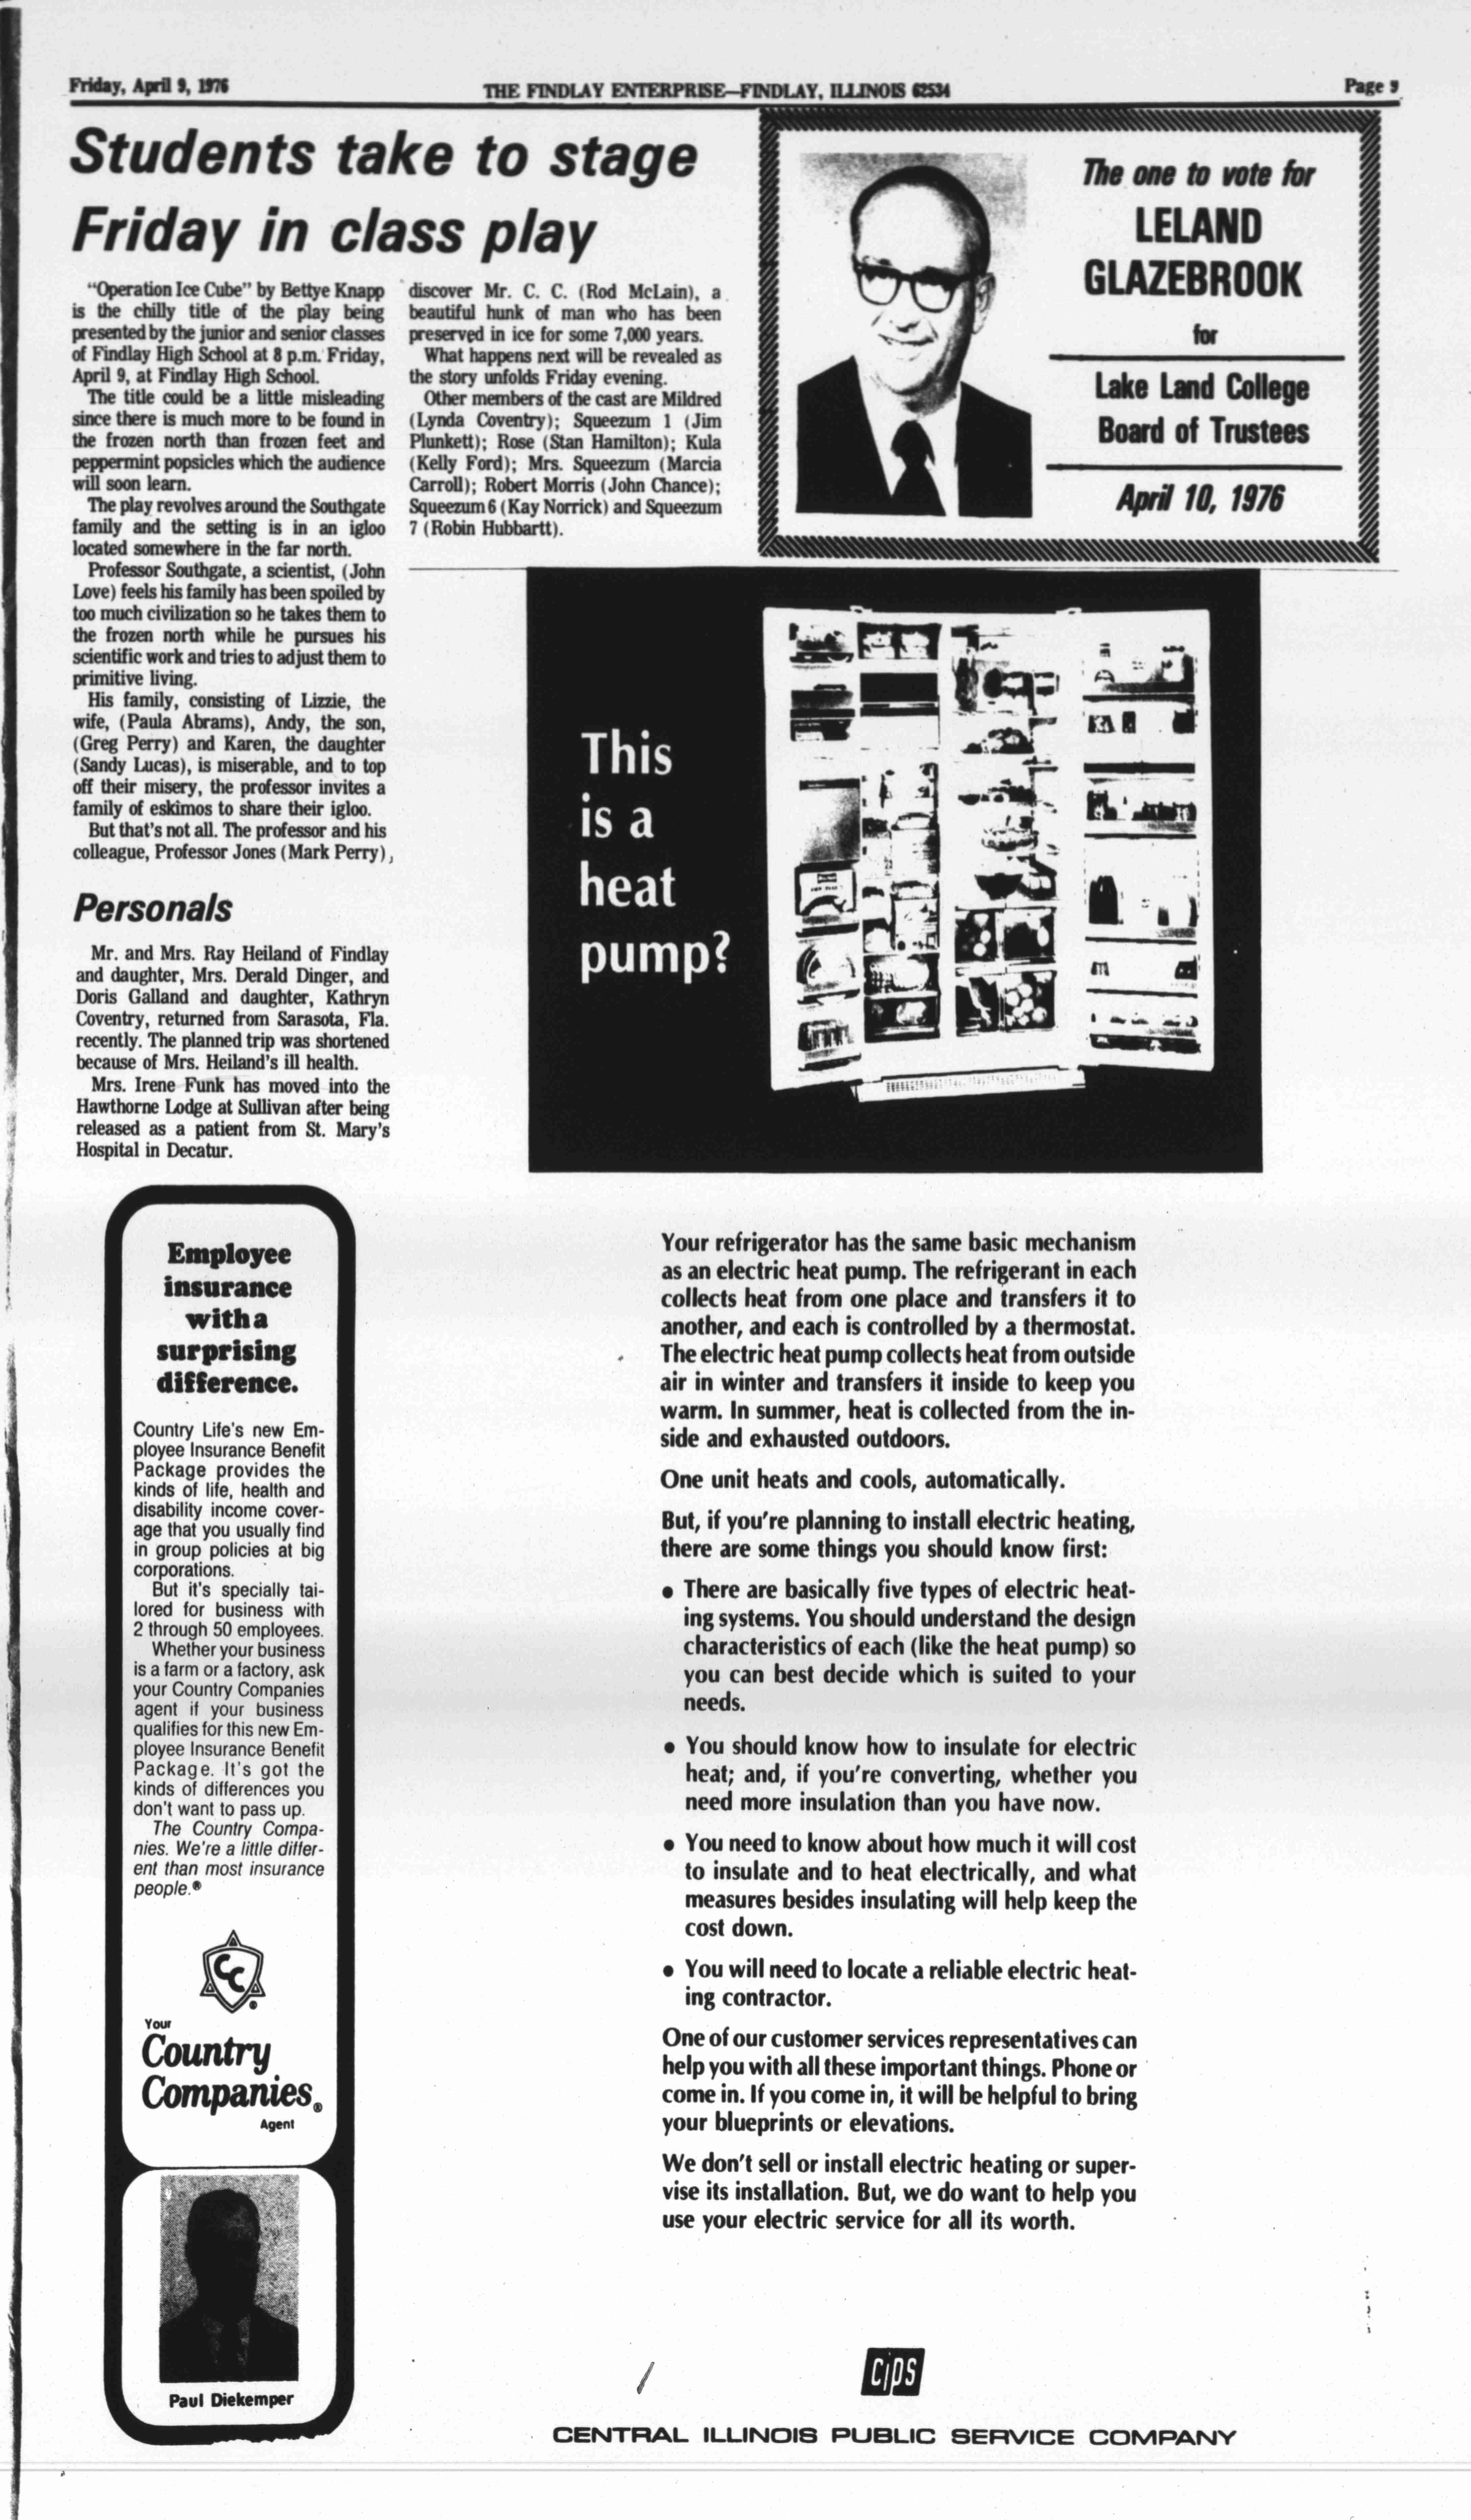 Friday, April 9, 1976
THE FINDLAY ENTERPRISE—FINDLAY, ILLINOIS 62534
Page 9
Students take to stage
Friday in class play
"Operation Ice Cube" by Bettye Knapp
is the chilly title of the play being
presented by the junior and senior classes
of Findlay High School at 8 p.m. Friday,
April 9, at Findlay High School.
The title could be a little misleading
since there is much more to be found in
the frozen north than frozen feet and
peppermint popsicles which the audience
will soon learn.
The play revolves around the Southgate
family and the setting is in an igloo
located somewhere in the far north.
Professor Southgate, a scientist, (John
Love) feels his family has been spoiled by
too much civilization so he takes them to
the frozen north while he pursues his
scientific work and tries to adjust them to
primitive living.
His family, consisting of Lizzie, the
wife, (Paula Abrams), Andy, the son,
(Greg Perry) and Karen, the daughter
(Sandy Lucas), is miserable, and to top
off their misery, the professor invites a
family of eskimos to share their igloo.
But that's not all. The professor and his
colleague, Professor Jones (Mark Perry),
discover Mr. C. C. (Rod McLain), a
beautiful hunk of man who has been
preserved in ice for some 7,000 years.
What happens next will be revealed as
the story unfolds Friday evening.
Other members of the cast are Mildred
(Lynda Coventry); Squeezum 1 (Jim
Plunkett); Rose (Stan Hamilton); Kula
(Kelly Ford); Mrs. Squeezum (Marcia
Carroll); Robert Morris (John Chance);
Squeezum 6 (Kay Norrick) and Squeezum
7 (Robin Hubbartt).
Personals
Mr. and Mrs. Ray Heiland of Findlay
and daughter, Mrs. Derald Dinger, and
Doris Galland and daughter, Kathryn
Coventry, returned from Sarasota, Fla.
recently. The planned trip was shortened
because of Mrs. Heiland's ill health.
Mrs. Irene Funk has moved into the
Hawthorne Lodge at Sullivan after being
released as a patient from St. Mary's
Hospital in Decatur.
The one to vote for
LELAND
GLAZEBROOK
for
Lake Land College
Board of Trustees
April 10, 1976
This
is a
heat
pump?
Your refrigerator has the same basic mechanism
as an electric heat pump. The refrigerant in each
collects heat from one place and transfers it to
another, and each is controlled by a thermostat.
The electric heat pump collects heat from outside
air in winter and transfers it inside to keep you
warm. In summer, heat is collected from the in-
side and exhausted outdoors.
One unit heats and cools, automatically.
But, if you're planning to install electric heating,
there are some things you should know first:
• There are basically five types of electric heat-
ing systems. You should understand the design
characteristics of each (like the heat pump) so
you can best decide which is suited to your
needs.
• You should know how to insulate for electric
heat; and, if you're converting, whether you
need more insulation than you have now.
• You need to know about how much it will cost
to insulate and to heat electrically, and what
measures besides insulating will help keep the
cost down.
• You will need to locate a reliable electric heat-
ing contractor.
One of our customer services representatives can
help you with all these important things. Phone or
come in. If you come in, it will be helpful to bring
your blueprints or elevations.
We don't sell or install electric heating or super-
vise its installation. But, we do want to help you
use your electric service for all its worth.
CIPS
CENTRAL ILLINOIS PUBLIC SERVICE COMPANY
Employee
insurance
with a
surprising
difference.
Country Life's new Em-
ployee Insurance Benefit
Package provides the
kinds of life, health and
disability income cover-
age that you usually find
in group policies at big
corporations.
But it's specially tai-
lored for business with
2 through 50 employees.
Whether your business
is a farm or a factory, ask
your Country Companies
agent if your business
qualifies for this new Em-
ployee Insurance Benefit
Package. It's got the
kinds of differences you
don't want to pass up.
The Country Compa-
nies. We're a little differ-
ent than most insurance
people.®
CC
®
Your
Country
Companies®
Agent
Paul Diekemper